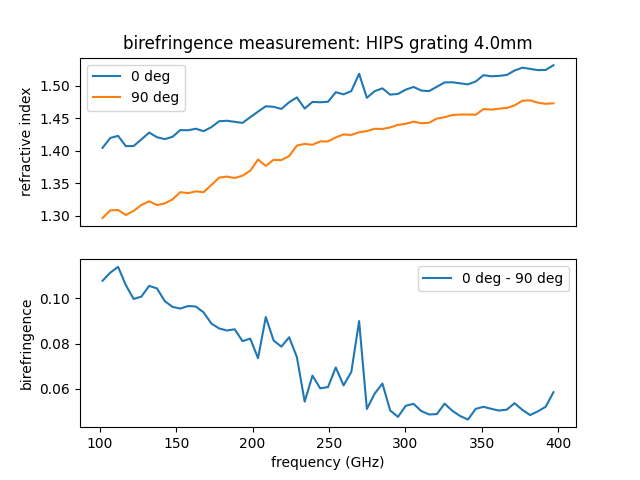 birefringence measurement: HIPS grating 4.0mm
0 deg
90 deg
refractive index
1.50
1.45
1.40
1.35
1.30
0 deg - 90 deg
birefringence
0.10
0.08
0.06
100 150 200 250 300 350 400
frequency (GHz)